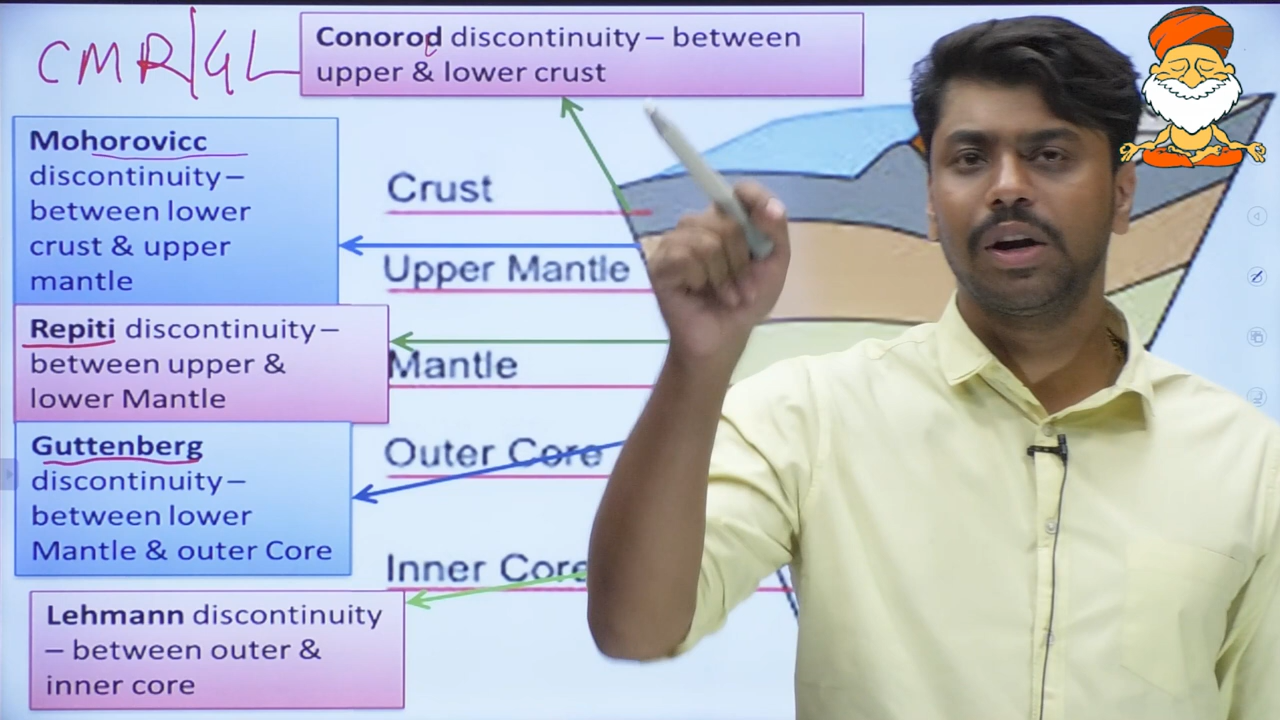 CMR/GL
Conorod discontinuity – between
upper & lower crust
Mohorovicc
discontinuity –
between lower
crust & upper
mantle
Crust
Upper Mantle
Repiti discontinuity –
between upper &
lower Mantle
Mantle
Guttenberg
discontinuity –
between lower
Mantle & outer Core
Outer Core
Inner Core
Lehmann discontinuity
– between outer &
inner core